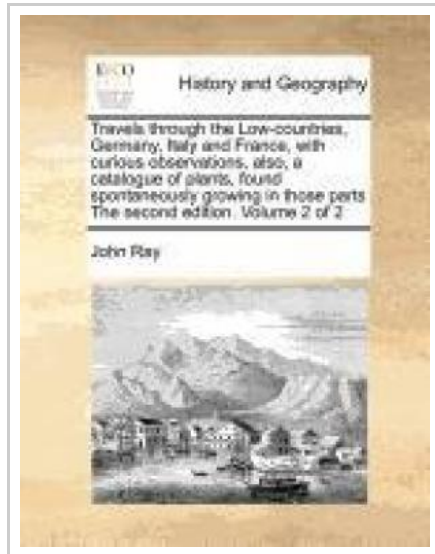 ECCO
History and Geography
Travels through the Low-countries,
Germany, Italy and France, with
curious observations, also, a
catalogue of plants, found
spontaneously growing in those parts
The second edition. Volume 2 of 2
John Ray